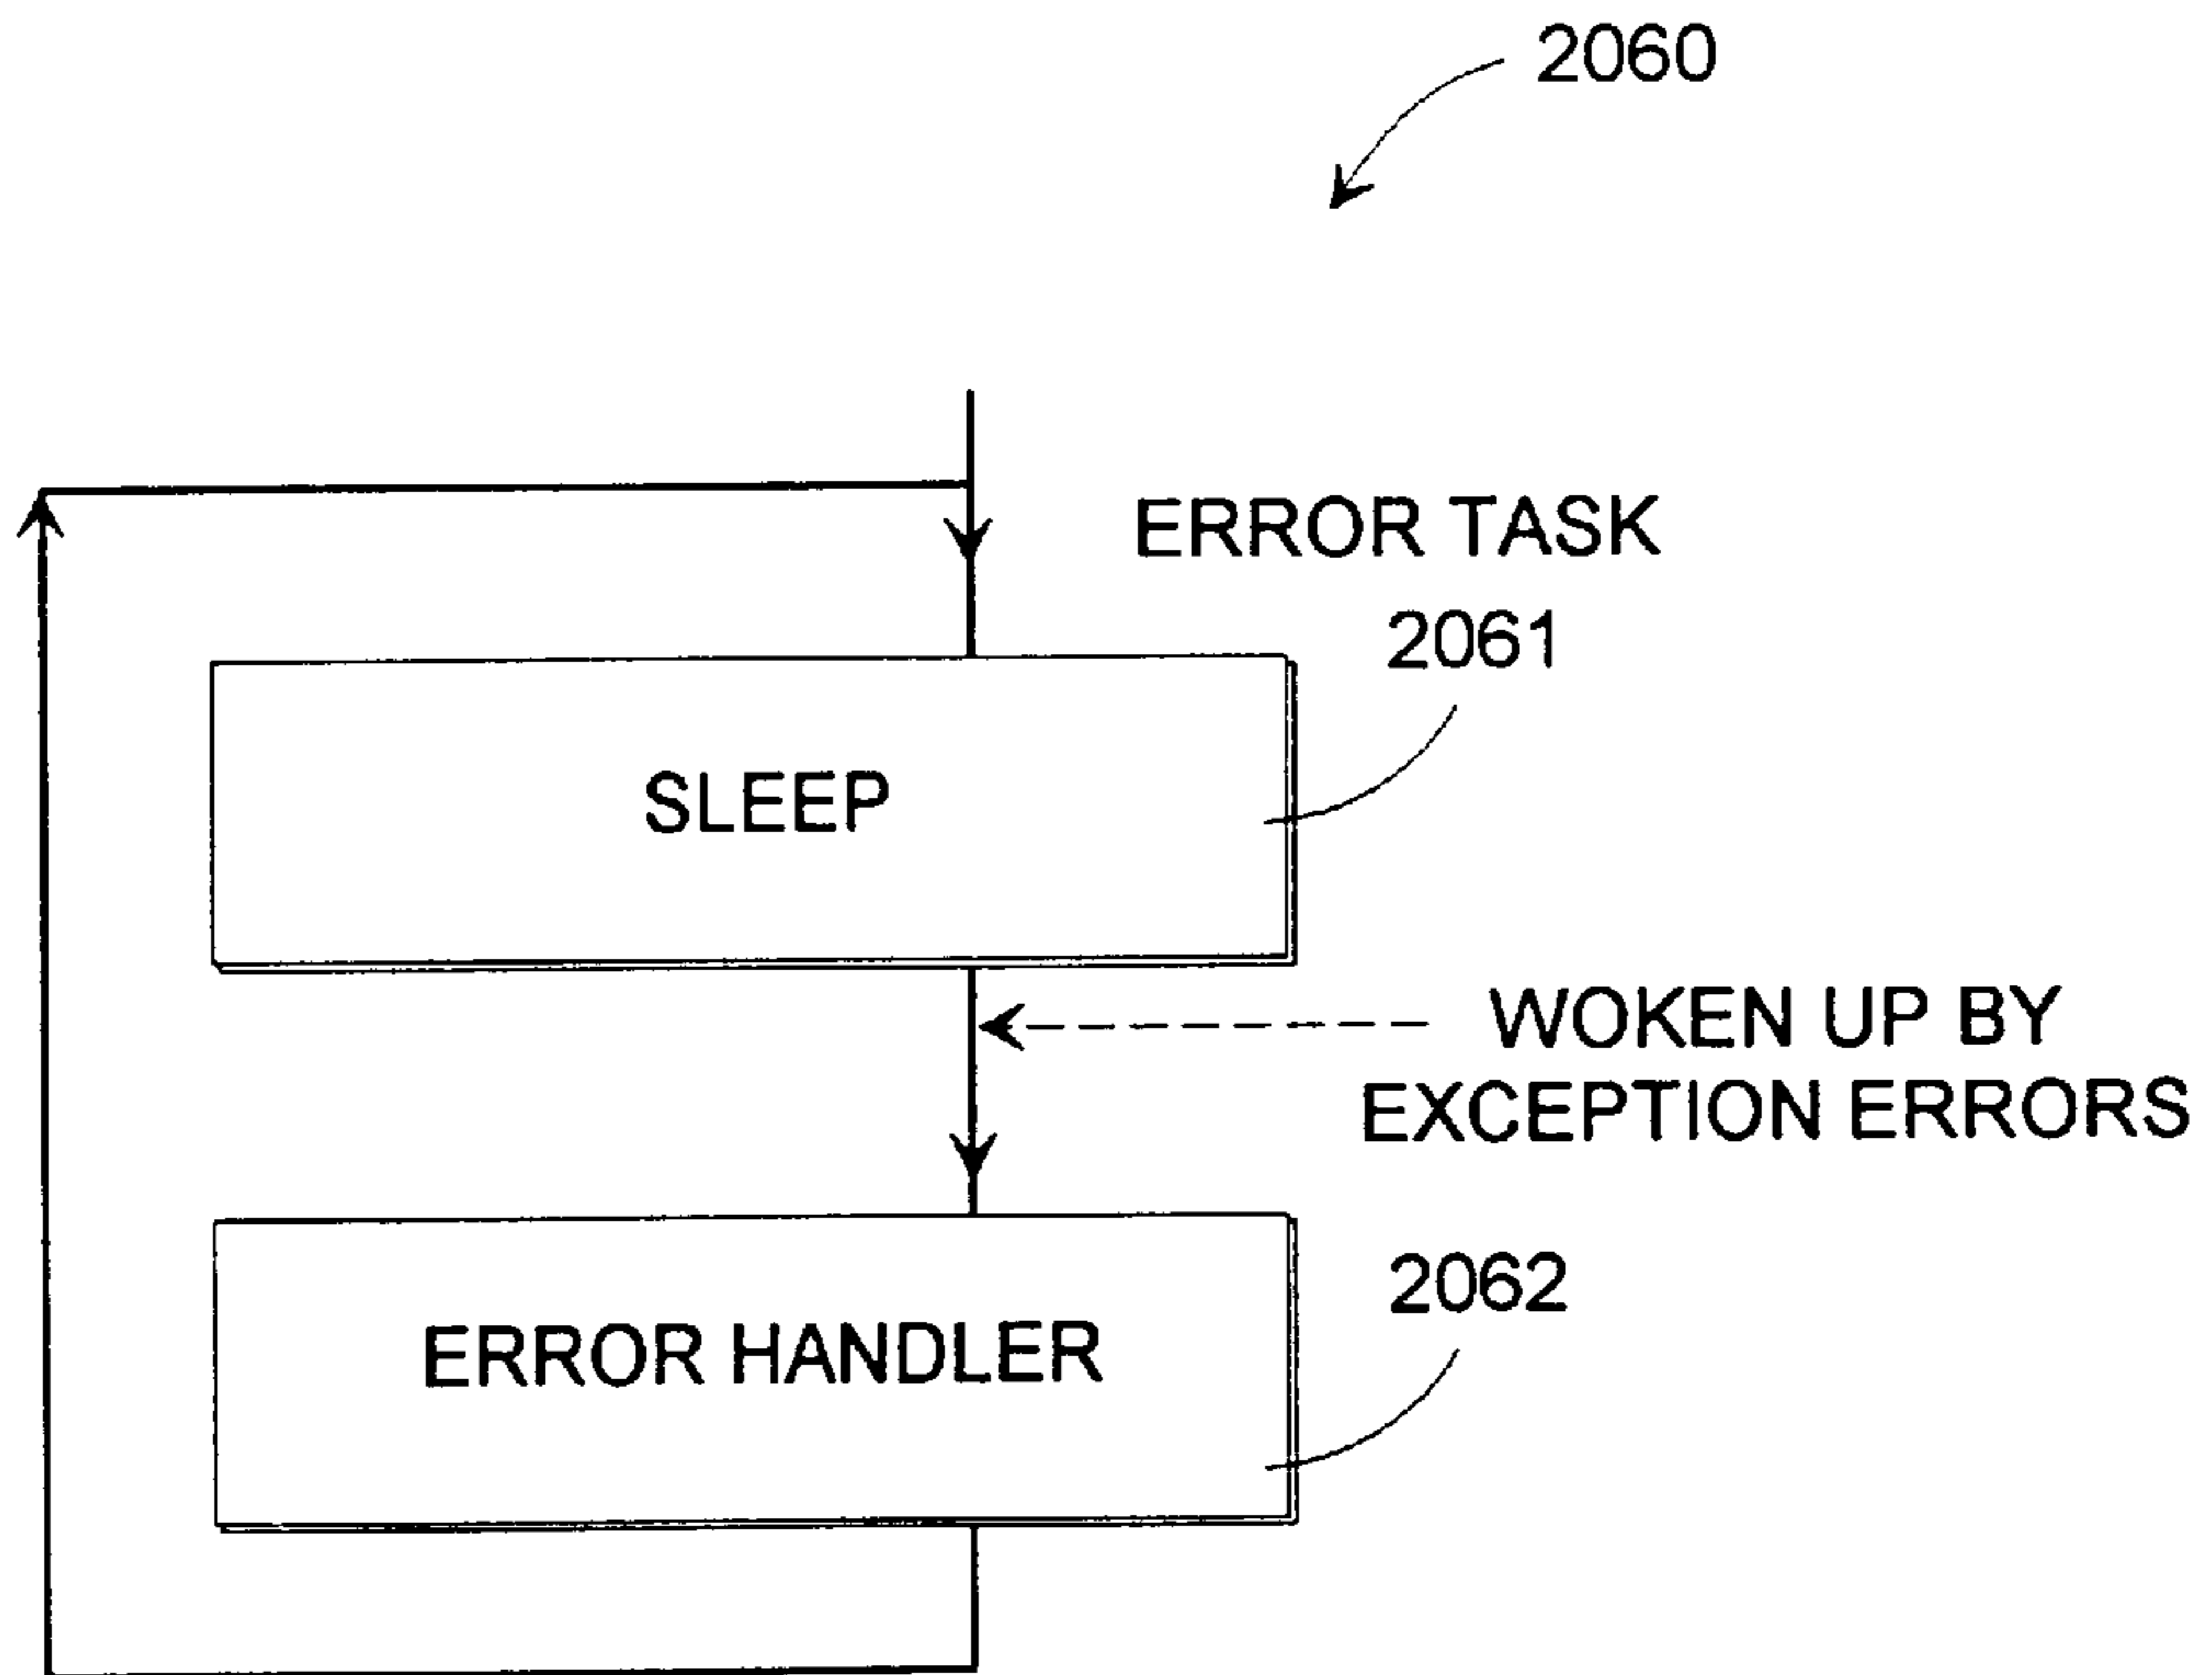 2060
ERROR TASK
2061
SLEEP
WOKEN UP BY
EXCEPTION ERRORS
2062
ERROR HANDLER